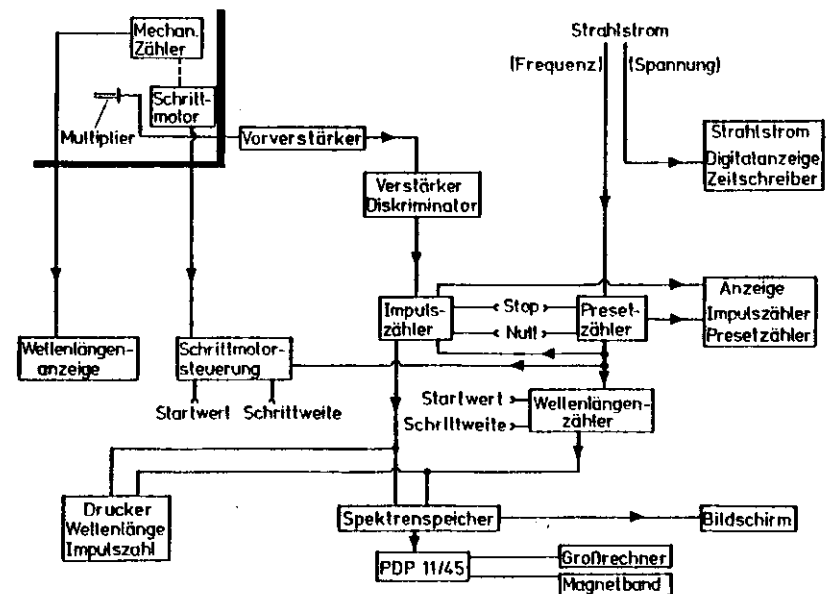 Mechan.
Zähler
Schritt-
motor
Multiplier
Vorverstärker
Strahlstrom
(Frequenz)
(Spannung)
Strahlstrom
Digitalanzeige
Zeitschreiber
Verstärker
Diskriminator
Impuls-
zähler
Stop
Null
Preset-
zähler
Anzeige
Impulszähler
Presetzähler
Wellenlängen-
anzeige
Schrittmotor-
steuerung
Startwert
Schrittweite
Startwert
Schrittweite
Wellenlängen-
zähler
Drucker
Wellenlänge
Impulszahl
Spektrenspeicher
Bildschirm
PDP 11/45
Großrechner
Magnetband